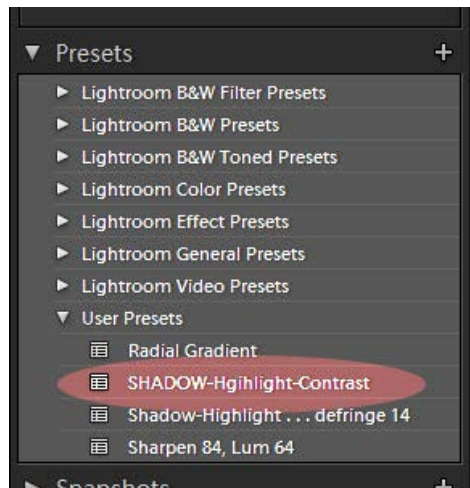 Presets +
Lightroom B&W Filter Presets
Lightroom B&W Presets
Lightroom B&W Toned Presets
Lightroom Color Presets
Lightroom Effect Presets
Lightroom General Presets
Lightroom Video Presets
User Presets
Radial Gradient
SHADOW-Hgihlight-Contrast
Shadow-Highlight . . . defringe 14
Sharpen 84, Lum 64
Snapshots +